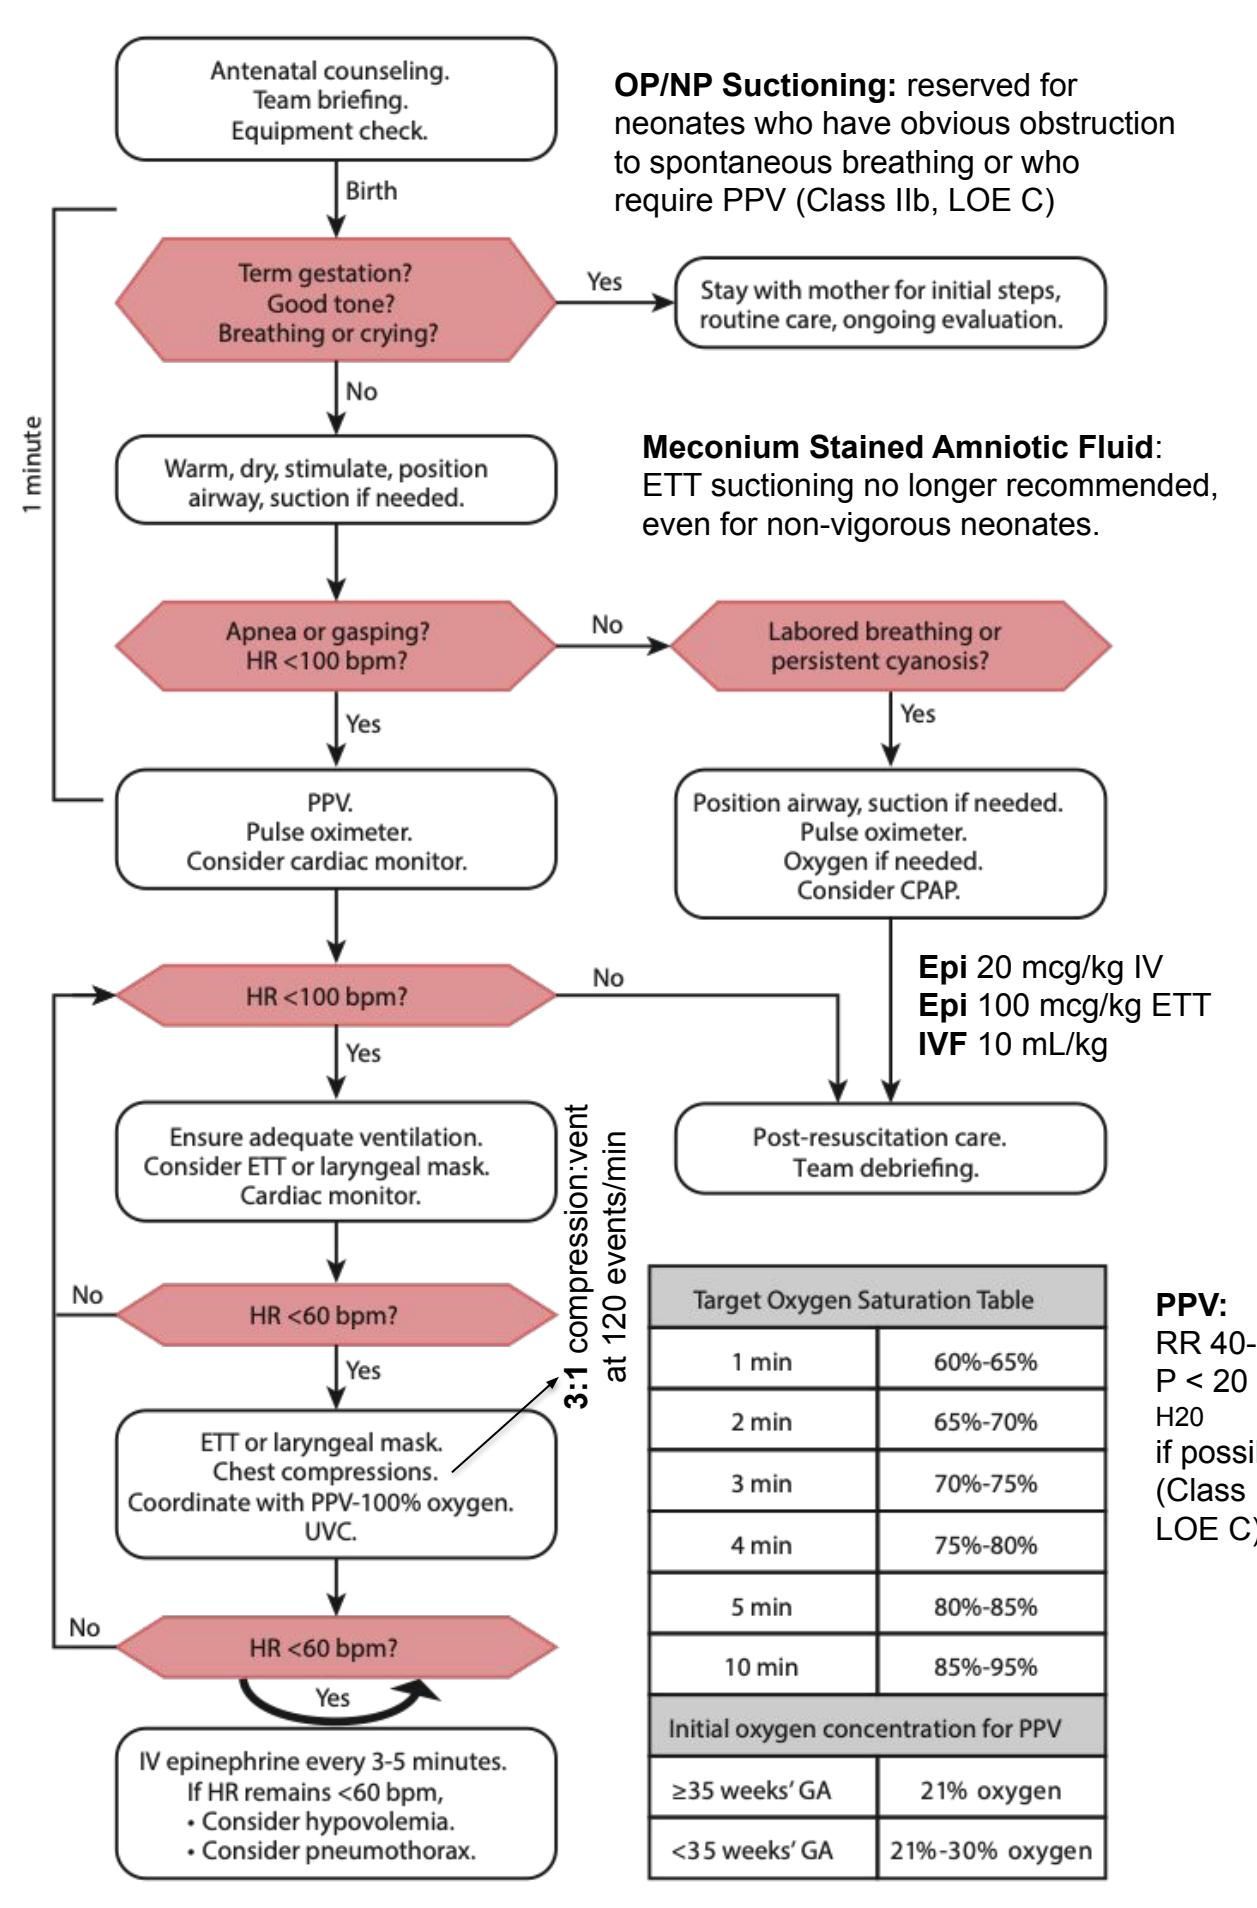 Antenatal counseling.
Team briefing.
Equipment check.
OP/NP Suctioning: reserved for
neonates who have obvious obstruction
to spontaneous breathing or who
require PPV (Class IIb, LOE C)
Birth
1 minute
Term gestation?
Good tone?
Breathing or crying?
Yes
Stay with mother for initial steps,
routine care, ongoing evaluation.
No
Warm, dry, stimulate, position
airway, suction if needed.
Meconium Stained Amniotic Fluid:
ETT suctioning no longer recommended,
even for non-vigorous neonates.
Apnea or gasping?
HR <100 bpm?
No
Labored breathing or
persistent cyanosis?
Yes
Yes
PPV.
Pulse oximeter.
Consider cardiac monitor.
Position airway, suction if needed.
Pulse oximeter.
Oxygen if needed.
Consider CPAP.
HR <100 bpm?
No
Epi 20 mcg/kg IV
Epi 100 mcg/kg ETT
IVF 10 mL/kg
Yes
Ensure adequate ventilation.
Consider ETT or laryngeal mask.
Cardiac monitor.
Post-resuscitation care.
Team debriefing.
3:1 compression:vent
at 120 events/min
HR <60 bpm?
No
Yes
ETT or laryngeal mask.
Chest compressions.
Coordinate with PPV-100% oxygen.
UVC.
HR <60 bpm?
No
Yes
IV epinephrine every 3-5 minutes.
If HR remains <60 bpm,
• Consider hypovolemia.
• Consider pneumothorax.
Target Oxygen Saturation Table
1 min 60%-65%
2 min 65%-70%
3 min 70%-75%
4 min 75%-80%
5 min 80%-85%
10 min 85%-95%
Initial oxygen concentration for PPV
≥35 weeks' GA 21% oxygen
<35 weeks' GA 21%-30% oxygen
PPV:
RR 40-
P < 20
H20
if
(Class
LOE C)